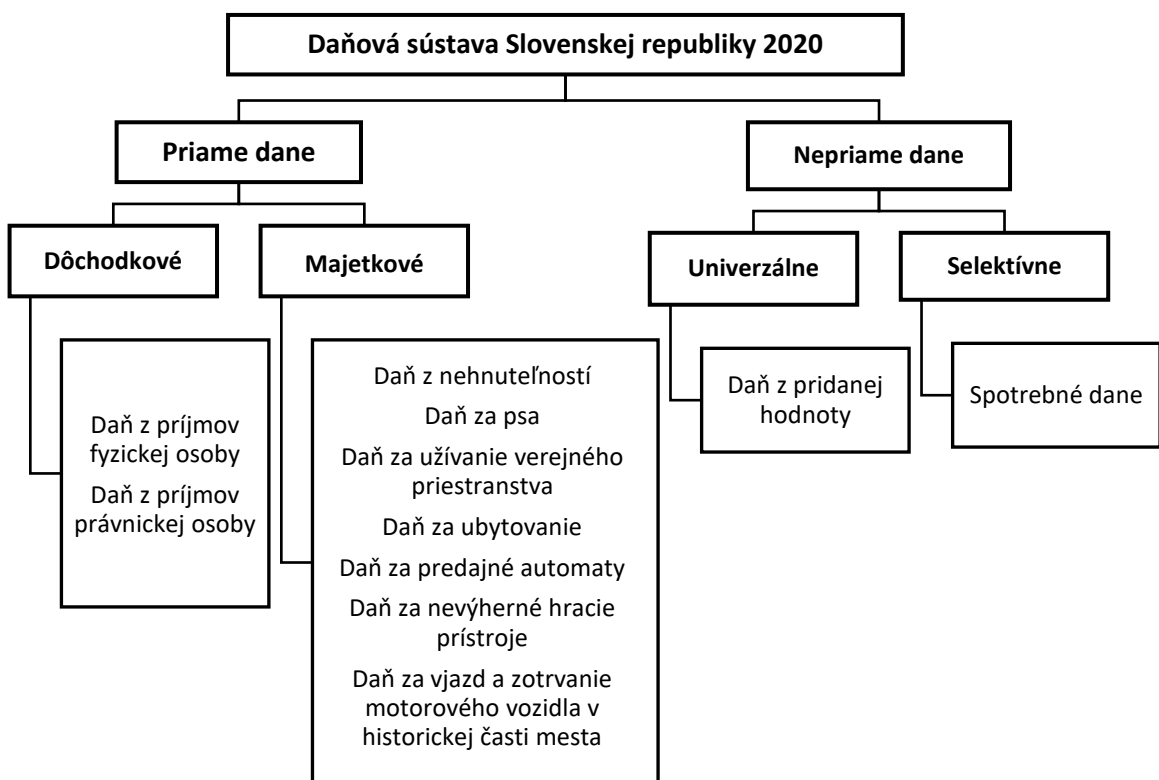 Daňová sústava Slovenskej republiky 2020
Priame dane
Nepriame dane
Dôchodkové
Majetkové
Univerzálne
Selektívne
Daň z príjmov
fyzickej osoby
Daň z príjmov
právnickej osoby
Daň z nehnuteľností
Daň za psa
Daň za užívanie verejného
priestranstva
Daň za ubytovanie
Daň za predajné automaty
Daň za nevýherné hracie
prístroje
Daň za vjazd a zotrvanie
motorového vozidla v
historickej časti mesta
Daň z pridanej
hodnoty
Spotrebné dane